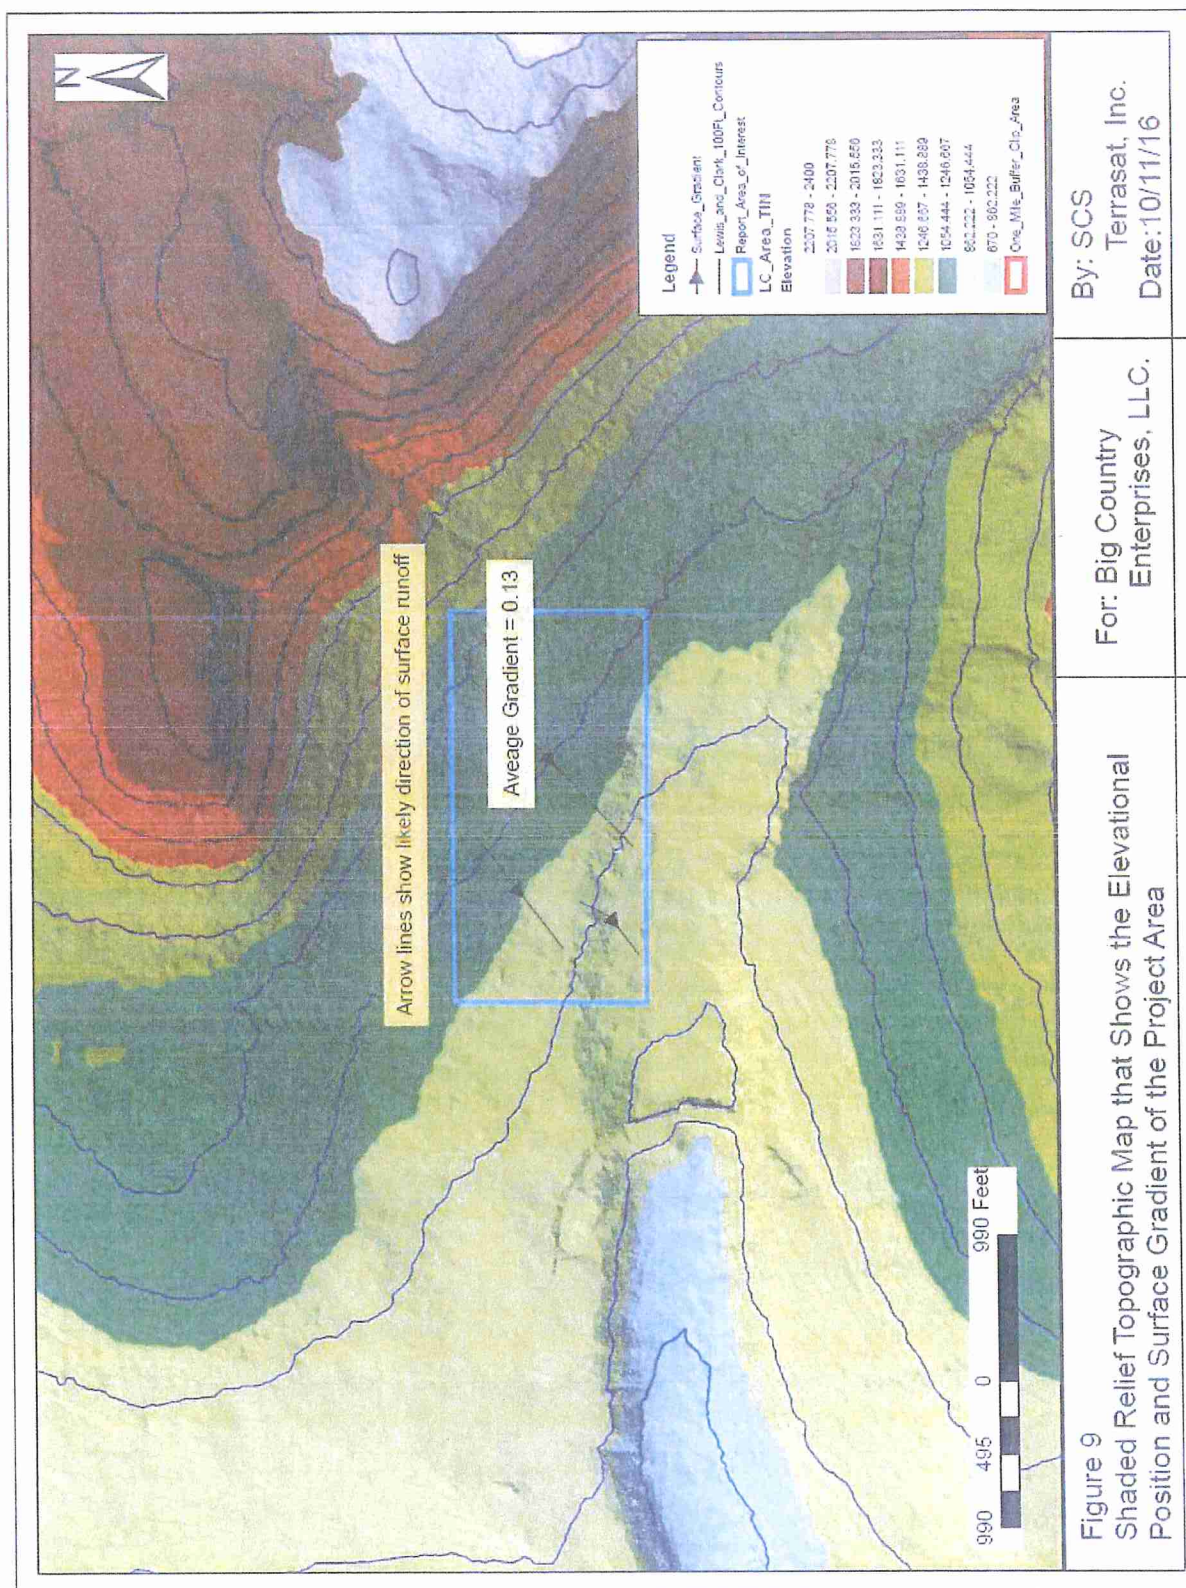 N
Arrow lines show likely direction of surface runoff
Aveage Gradient = 0.13
Legend
Surface_Gradient
Lewis_and_Clark_100Ft_Contours
Report_Area_of_Interest
LC_Area_TIN
Elevation
2207.778 - 2400
2015.556 - 2207.778
1823.333 - 2015.556
1631.111 - 1823.333
1438.889 - 1631.111
1246.667 - 1438.889
1054.444 - 1246.667
862.222 - 1054.444
670 - 862.222
One_Mile_Buffer_Clip_Area
990 495 0 990 Feet
Figure 9
Shaded Relief Topographic Map that Shows the Elevational
Position and Surface Gradient of the Project Area
For: Big Country
Enterprises, LLC.
By: SCS
Terrasat, Inc.
Date:10/11/16